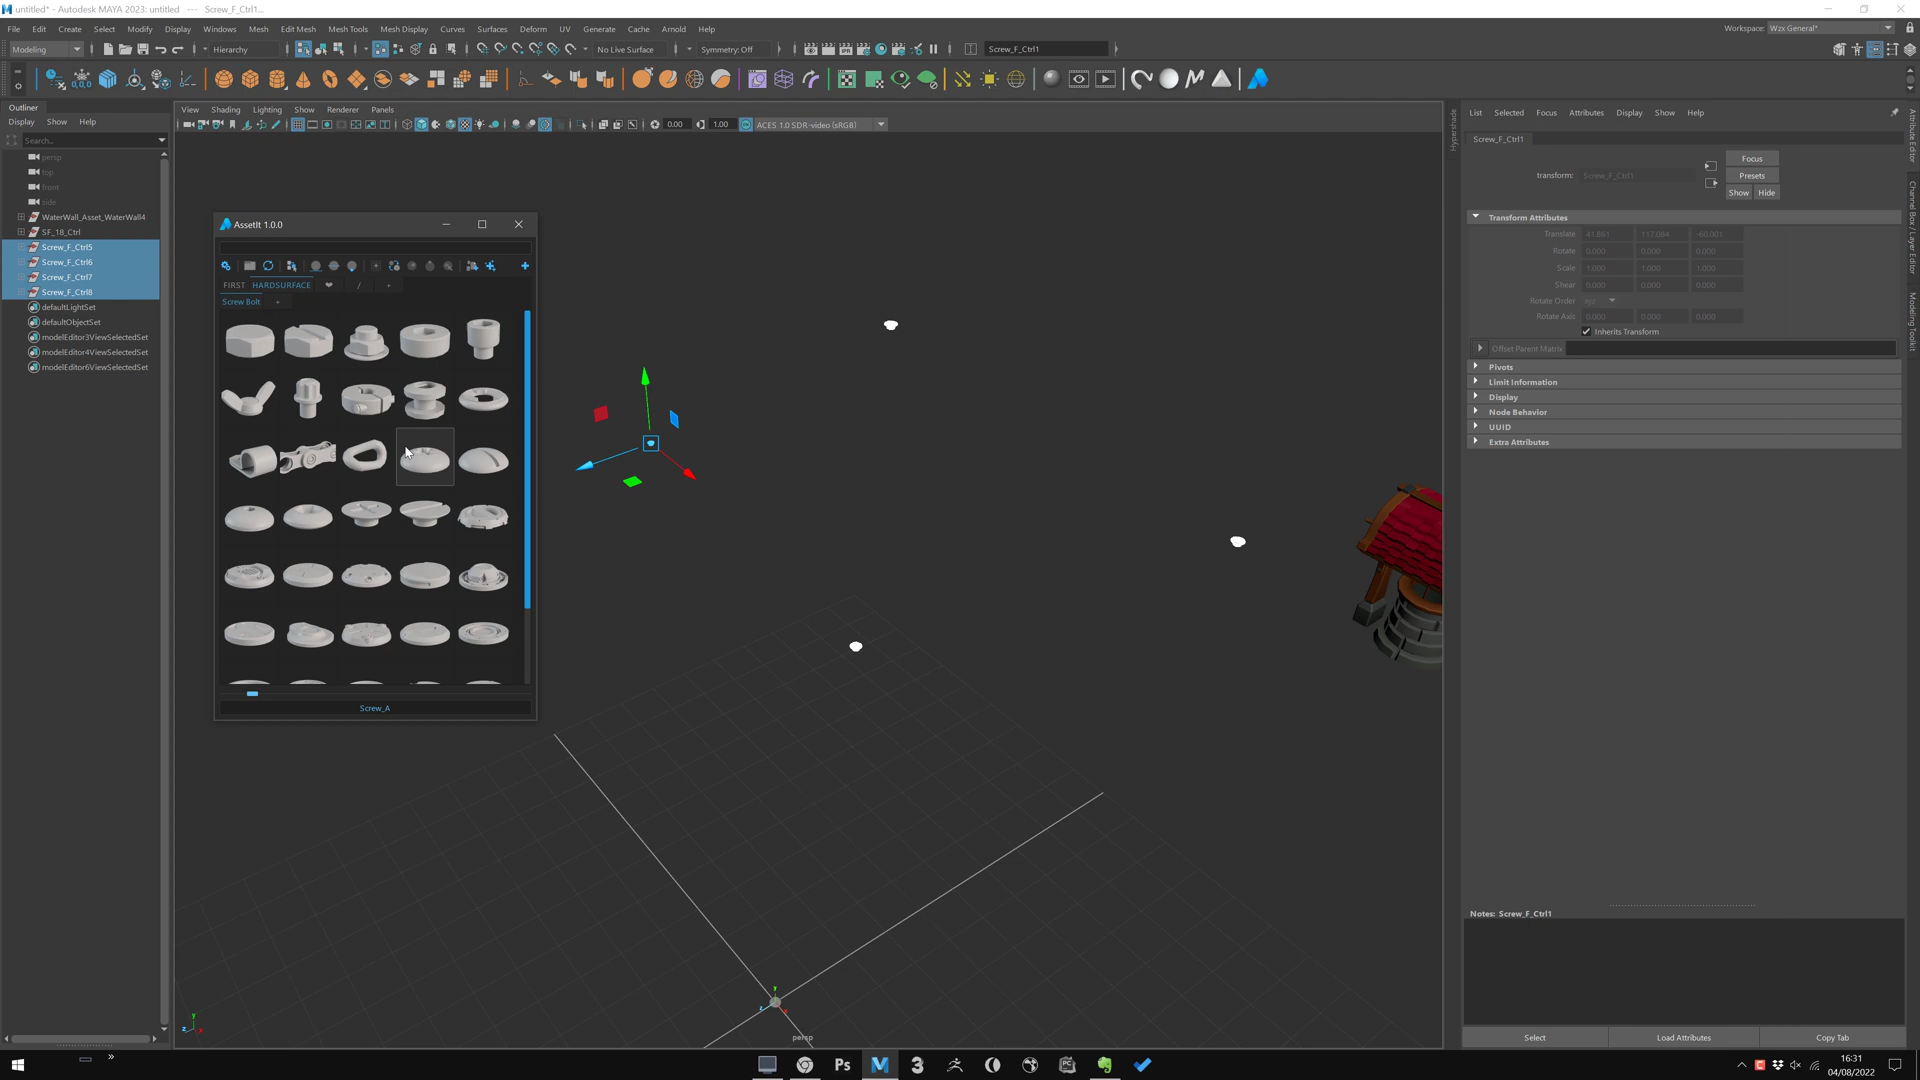 untitled* - Autodesk MAYA 2023: untitled   ---   Screw_F_Ctrl1...
File Edit Create Select Modify Display Windows Mesh Edit Mesh Mesh Tools Mesh Display Curves Surfaces Deform UV Generate Cache Arnold Help
Workspace: Wzx General*
Modeling
Hierarchy
No Live Surface
Symmetry: Off
Screw_F_Ctrl1
Outliner
Display Show Help
Search...
persp
top
front
side
WaterWall_Asset_WaterWall4
SF_18_Ctrl
Screw_F_Ctrl5
Screw_F_Ctrl6
Screw_F_Ctrl7
Screw_F_Ctrl8
defaultLightSet
defaultObjectSet
modelEditor3ViewSelectedSet
modelEditor4ViewSelectedSet
modelEditor6ViewSelectedSet
View Shading Lighting Show Renderer Panels
0.00
1.00
ACES 1.0 SDR-video (sRGB)
AssetIt 1.0.0
FIRST HARDSURFACE ❤ / +
Screw Bolt +
Screw_A
persp
List Selected Focus Attributes Display Show Help
Screw_F_Ctrl1
transform: Screw_F_Ctrl1
Focus
Presets
Show Hide
Transform Attributes
Translate 41.861 117.084 -60.001
Rotate 0.000 0.000 0.000
Scale 1.000 1.000 1.000
Shear 0.000 0.000 0.000
Rotate Order xyz
Rotate Axis 0.000 0.000 0.000
Inherits Transform
Offset Parent Matrix
Pivots
Limit Information
Display
Node Behavior
UUID
Extra Attributes
Notes: Screw_F_Ctrl1
Select
Load Attributes
Copy Tab
Attribute Editor
Channel Box / Layer Editor
Modeling Toolkit
16:31
04/08/2022